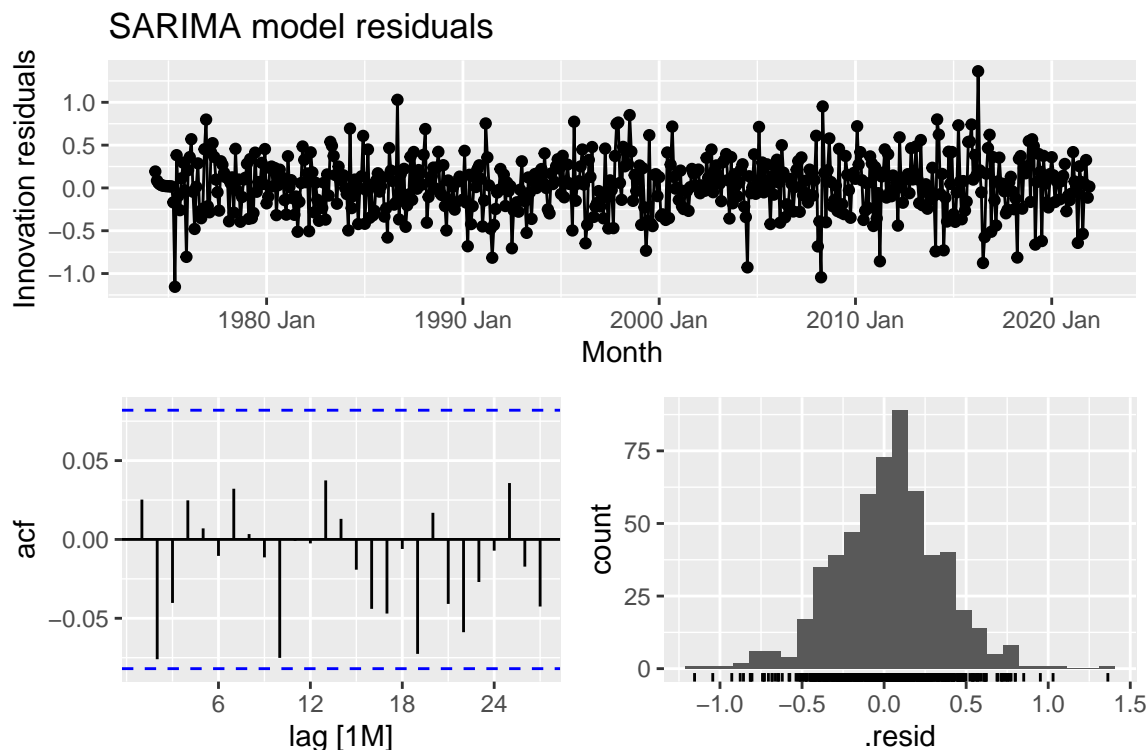 SARIMA model residuals
Innovation residuals
1.0
0.5
0.0
−0.5
−1.0
1980 Jan
1990 Jan
2000 Jan
2010 Jan
2020 Jan
Month
acf
0.05
0.00
−0.05
6
12
18
24
lag [1M]
count
75
50
25
0
−1.0
−0.5
0.0
0.5
1.0
1.5
.resid